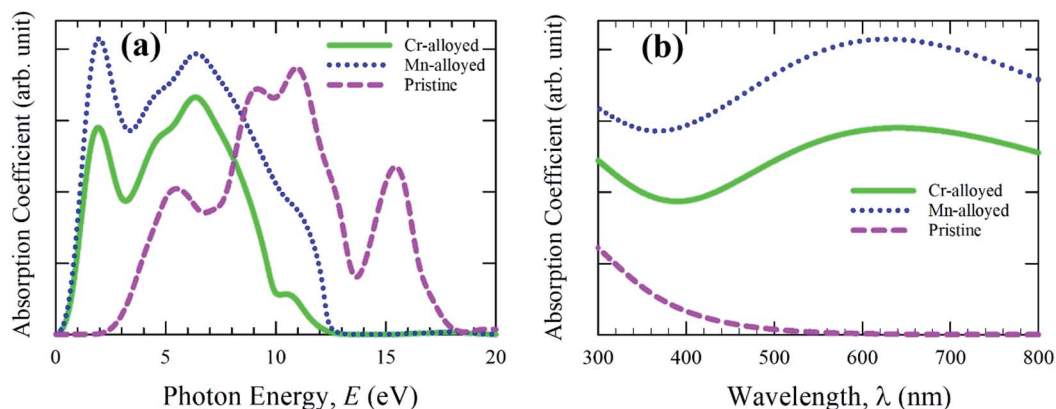 (a)
Cr-alloyed
Mn-alloyed
Pristine
Absorption Coefficient (arb. unit)
0 5 10 15 20
Photon Energy, E (eV)
(b)
Cr-alloyed
Mn-alloyed
Pristine
Absorption Coefficient (arb. unit)
300 400 500 600 700 800
Wavelength, λ (nm)